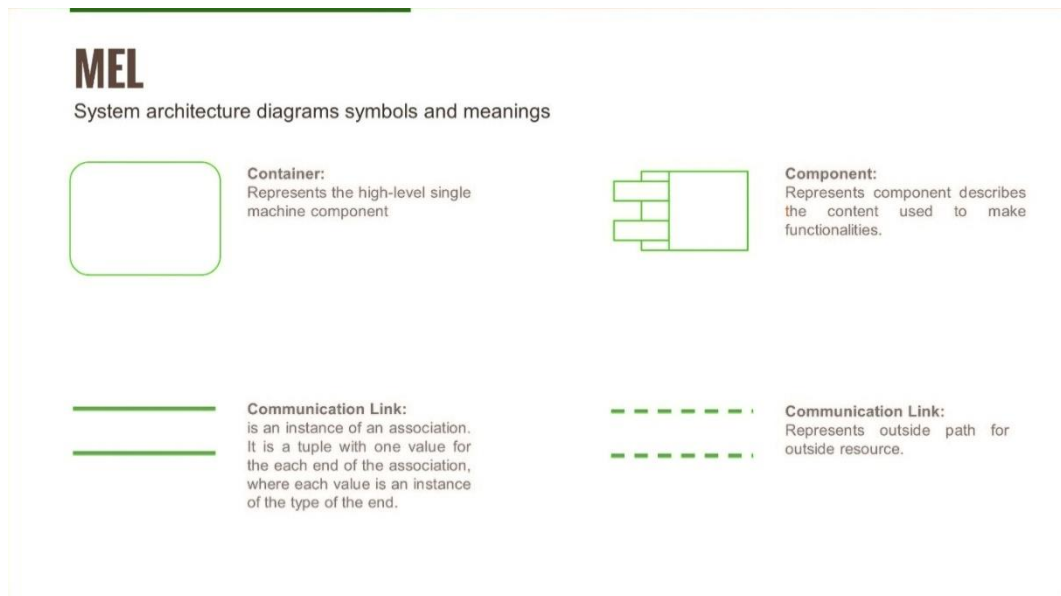 MEL
System architecture diagrams symbols and meanings
Container:
Represents the high-level single
machine component
Component:
Represents component describes
the content used to make
functionalities.
Communication Link:
is an instance of an association.
It is a tuple with one value for
the each end of the association,
where each value is an instance
of the type of the end.
Communication Link:
Represents outside path for
outside resource.